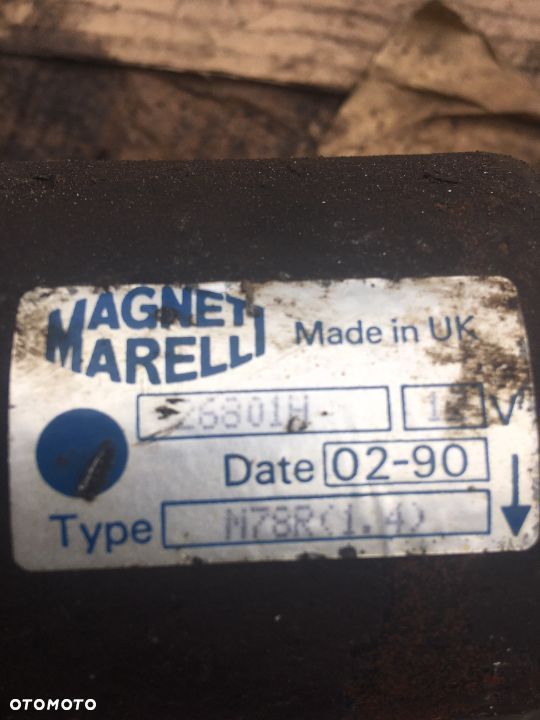 MAGNETI
MARELLI
Made in UK
26801H
V
Date 02-90
Type M78R(1.4)
OTOMOTO